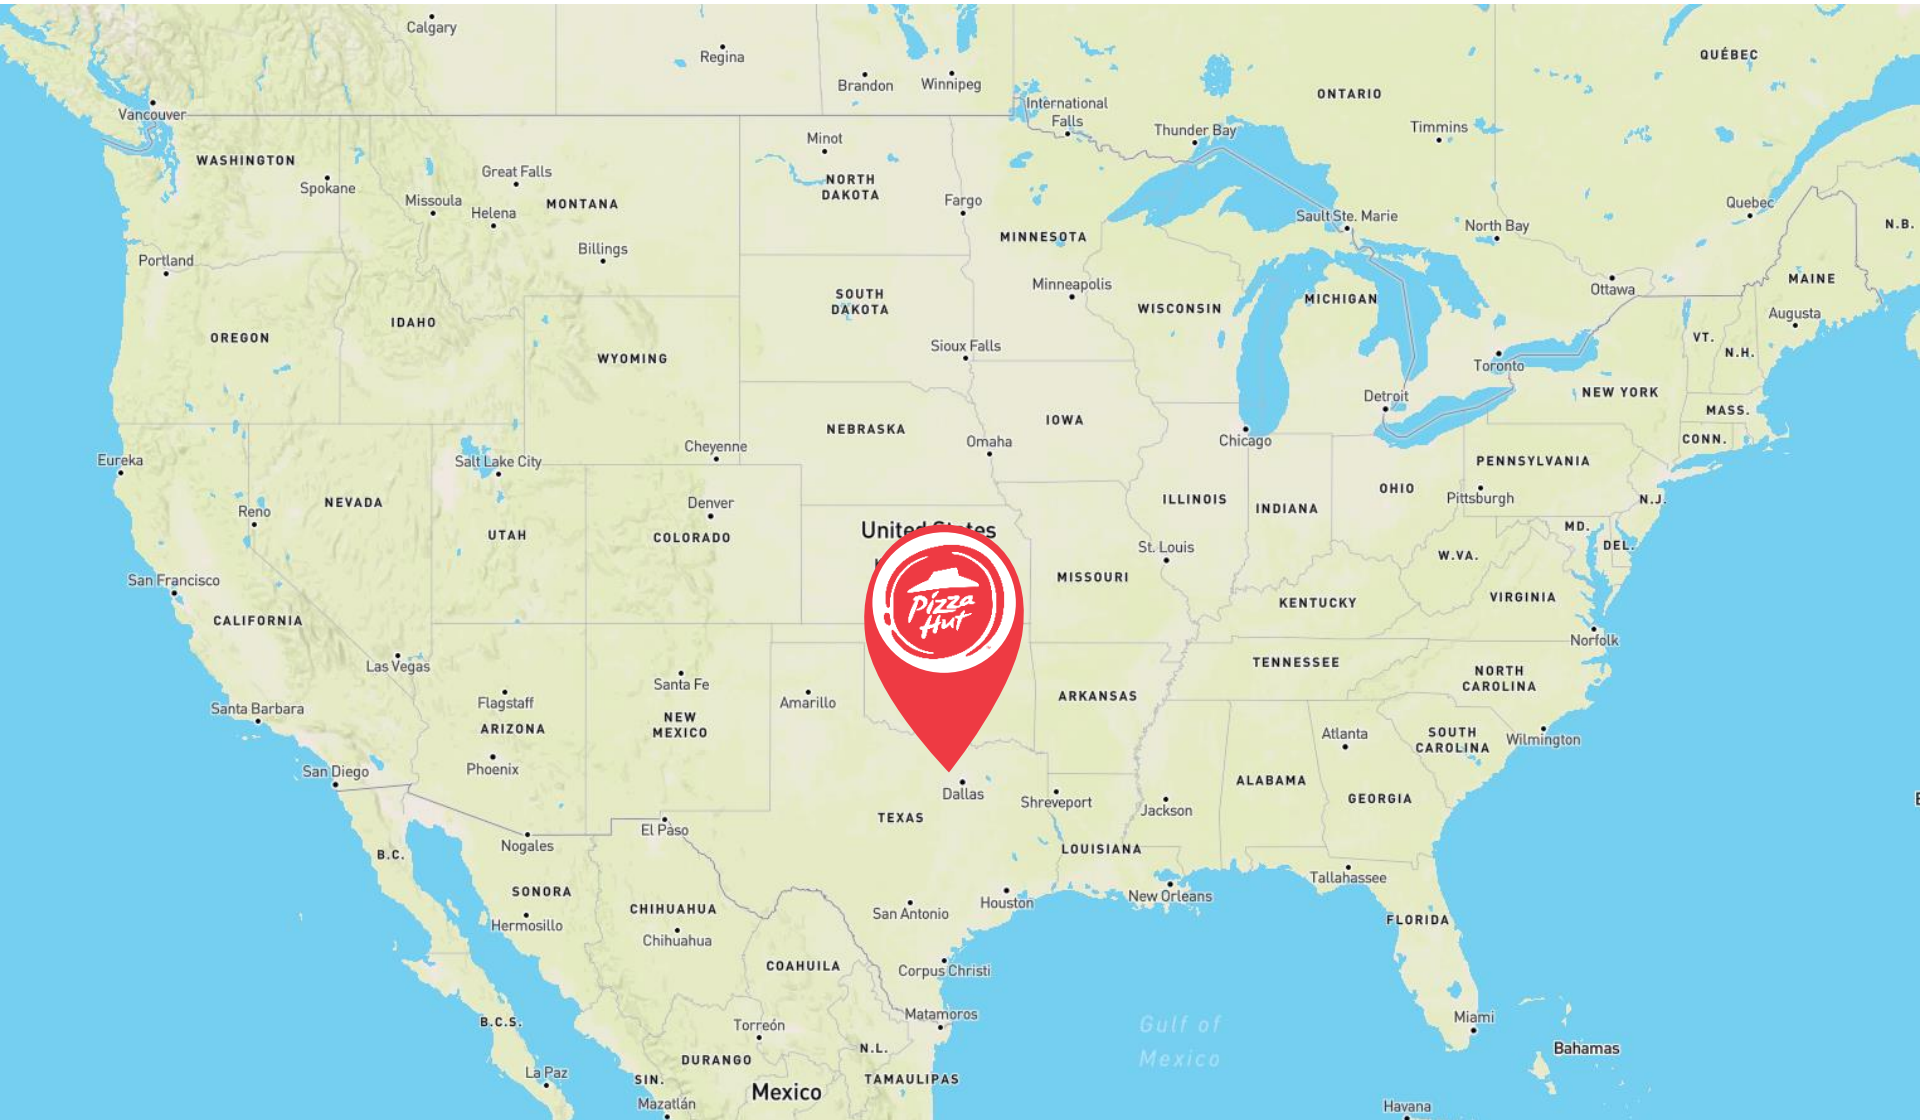 Calgary
Regina
Brandon
Winnipeg
QUÉBEC
ONTARIO
International
Falls
Vancouver
Thunder Bay
Timmins
Minot
WASHINGTON
Spokane
Great Falls
Missoula
Helena
MONTANA
NORTH
DAKOTA
Fargo
Quebec
Sault Ste. Marie
North Bay
N.B.
MINNESOTA
Billings
Portland
Minneapolis
Ottawa
MAINE
SOUTH
DAKOTA
WISCONSIN
MICHIGAN
Augusta
IDAHO
OREGON
VT.
N.H.
Sioux Falls
WYOMING
Toronto
NEW YORK
Detroit
MASS.
IOWA
NEBRASKA
Omaha
Chicago
CONN.
Cheyenne
Eureka
Salt Lake City
PENNSYLVANIA
NEVADA
Denver
ILLINOIS
INDIANA
OHIO
Pittsburgh
N.J.
Reno
UTAH
COLORADO
United States
MD.
DEL.
St. Louis
W.VA.
San Francisco
MISSOURI
Pizza
Hut
KENTUCKY
VIRGINIA
CALIFORNIA
Norfolk
Las Vegas
TENNESSEE
NORTH
CAROLINA
Santa Fe
Flagstaff
Amarillo
ARKANSAS
Santa Barbara
ARIZONA
NEW
MEXICO
Atlanta
SOUTH
CAROLINA
Wilmington
San Diego
Phoenix
ALABAMA
Dallas
Shreveport
Jackson
GEORGIA
TEXAS
El Paso
Nogales
B.C.
LOUISIANA
Tallahassee
SONORA
New Orleans
Houston
San Antonio
CHIHUAHUA
Hermosillo
Chihuahua
FLORIDA
COAHUILA
Corpus Christi
B.C.S.
Torreón
Matamoros
Gulf of
Mexico
Miami
N.L.
Bahamas
DURANGO
La Paz
SIN.
Mexico
TAMAULIPAS
Mazatlán
Havana